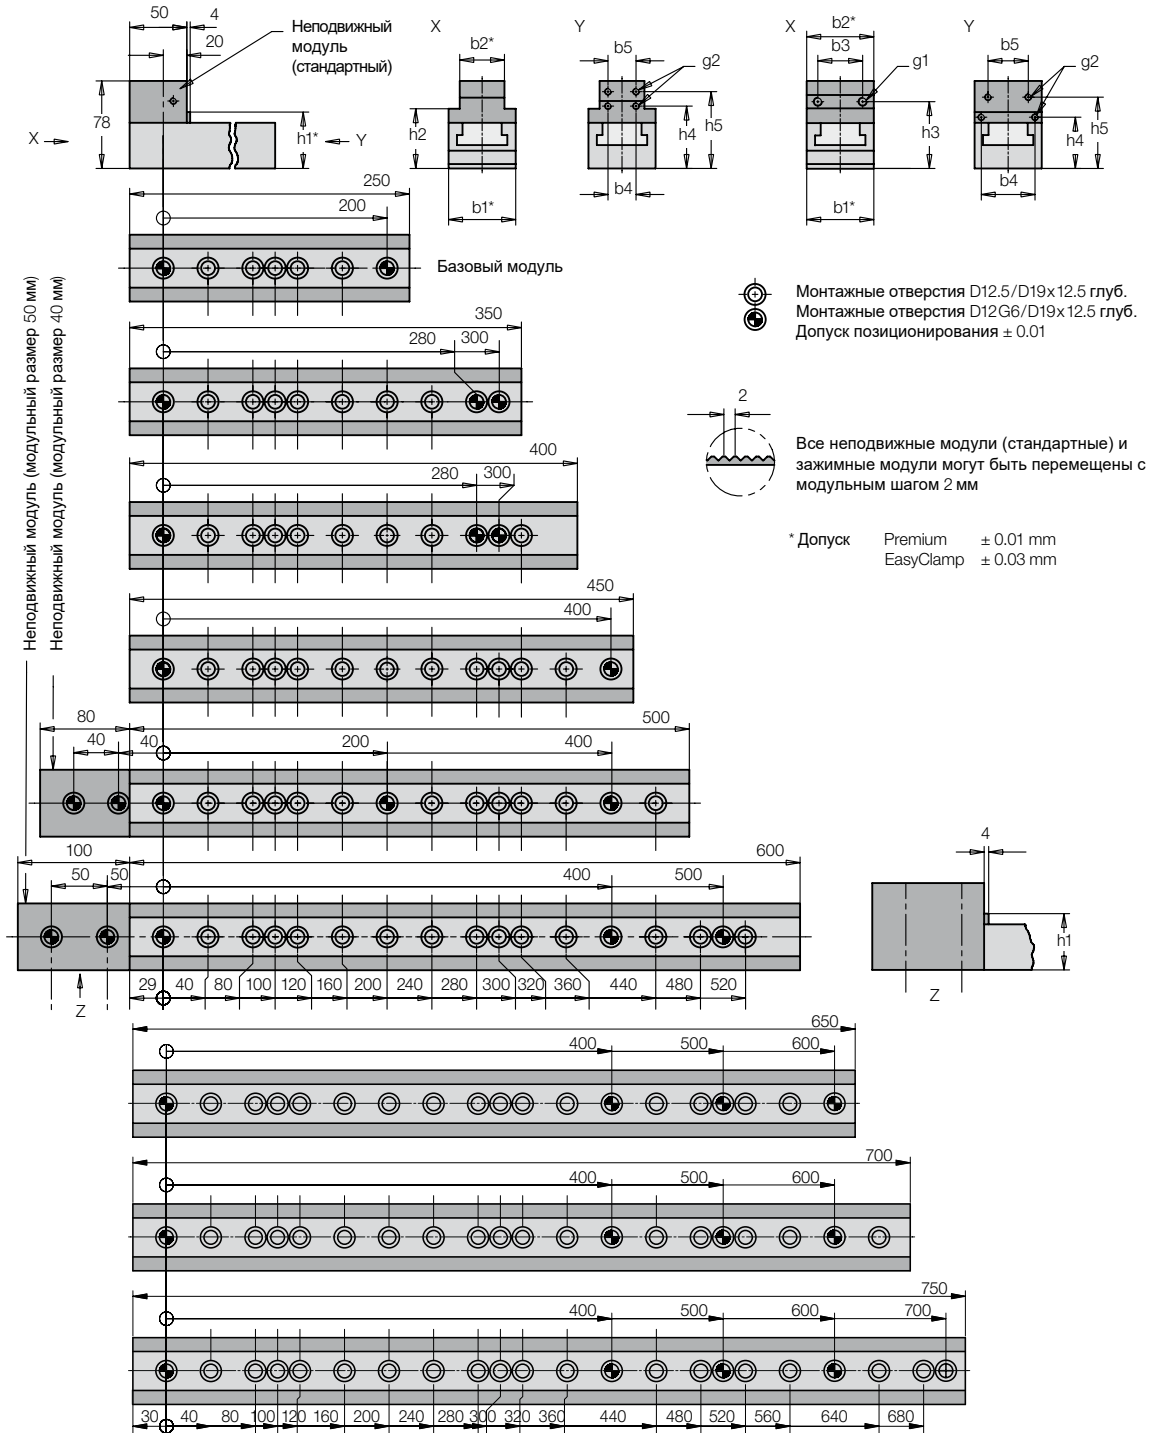 50
4
20
Неподвижный
модуль
(стандартный)
78
X
h1*
Y
X
b2*
h2
b1*
Y
b5
g2
h4
h5
b4
X
b2*
b3
g1
h3
b1*
Y
b5
g2
h4
h5
b4
250
200
Базовый модуль
Монтажные отверстия D12.5/D19x12.5 глуб.
Монтажные отверстия D12G6/D19x12.5 глуб.
Допуск позиционирования ± 0.01
350
280
300
2
Все неподвижные модули (стандартные) и
зажимные модули могут быть перемещены с
модульным шагом 2 мм
400
280
300
* Допуск Premium ± 0.01 mm
EasyClamp ± 0.03 mm
Неподвижный модуль (модульный размер 50 мм)
Неподвижный модуль (модульный размер 40 мм)
450
400
80
500
40
40
200
400
100
600
50
50
400
500
4
h1
Z
29 40 80 100 120 160 200 240 280 300 320 360 440 480 520
Z
650
400
500
600
700
400
500
600
750
400
500
600
700
30 40 80 100 120 160 200 240 280 300 320 360 440 480 520 560 640 680